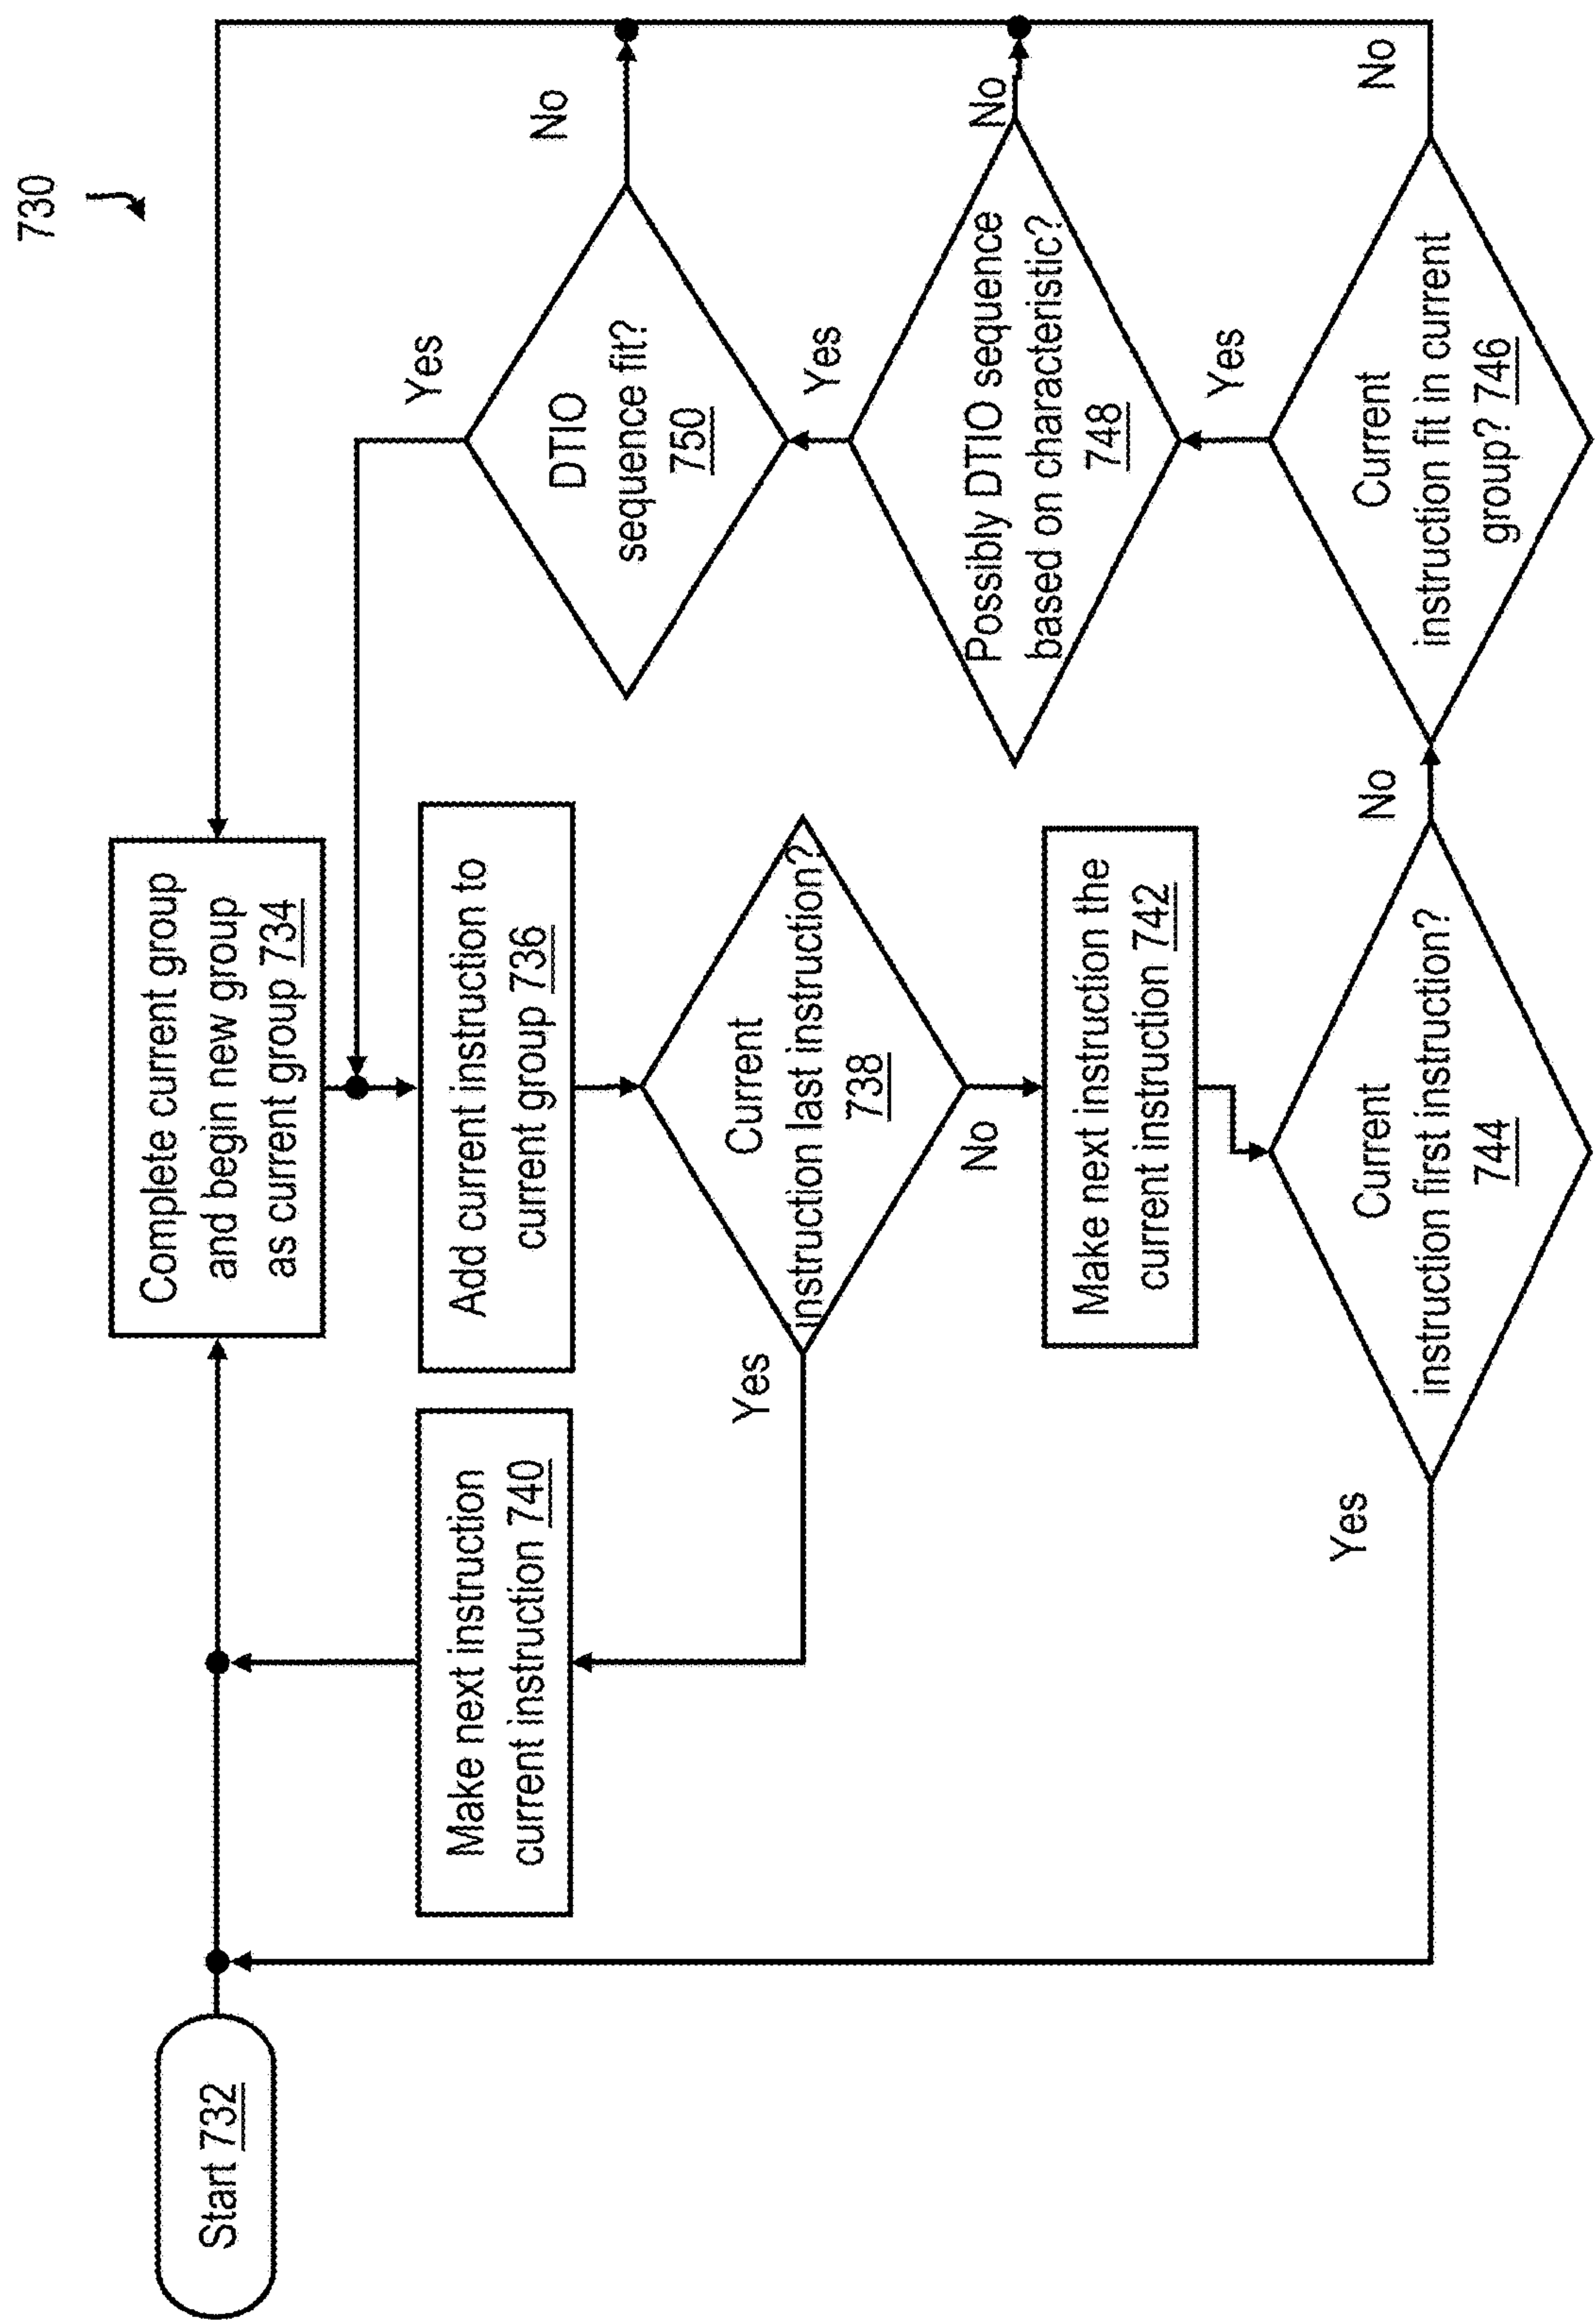 730
Start 732
Complete current group
and begin new group
as current group 734
Make next instruction
current instruction 740
Add current instruction to
current group 736
Yes
Current
instruction last instruction?
738
No
Make next instruction the
current instruction 742
Yes
Current
instruction first instruction?
744
No
Current
instruction fit in current
group? 746
No
Yes
Possibly DTIO sequence
based on characteristic?
748
No
Yes
DTIO
sequence fit?
750
No
Yes